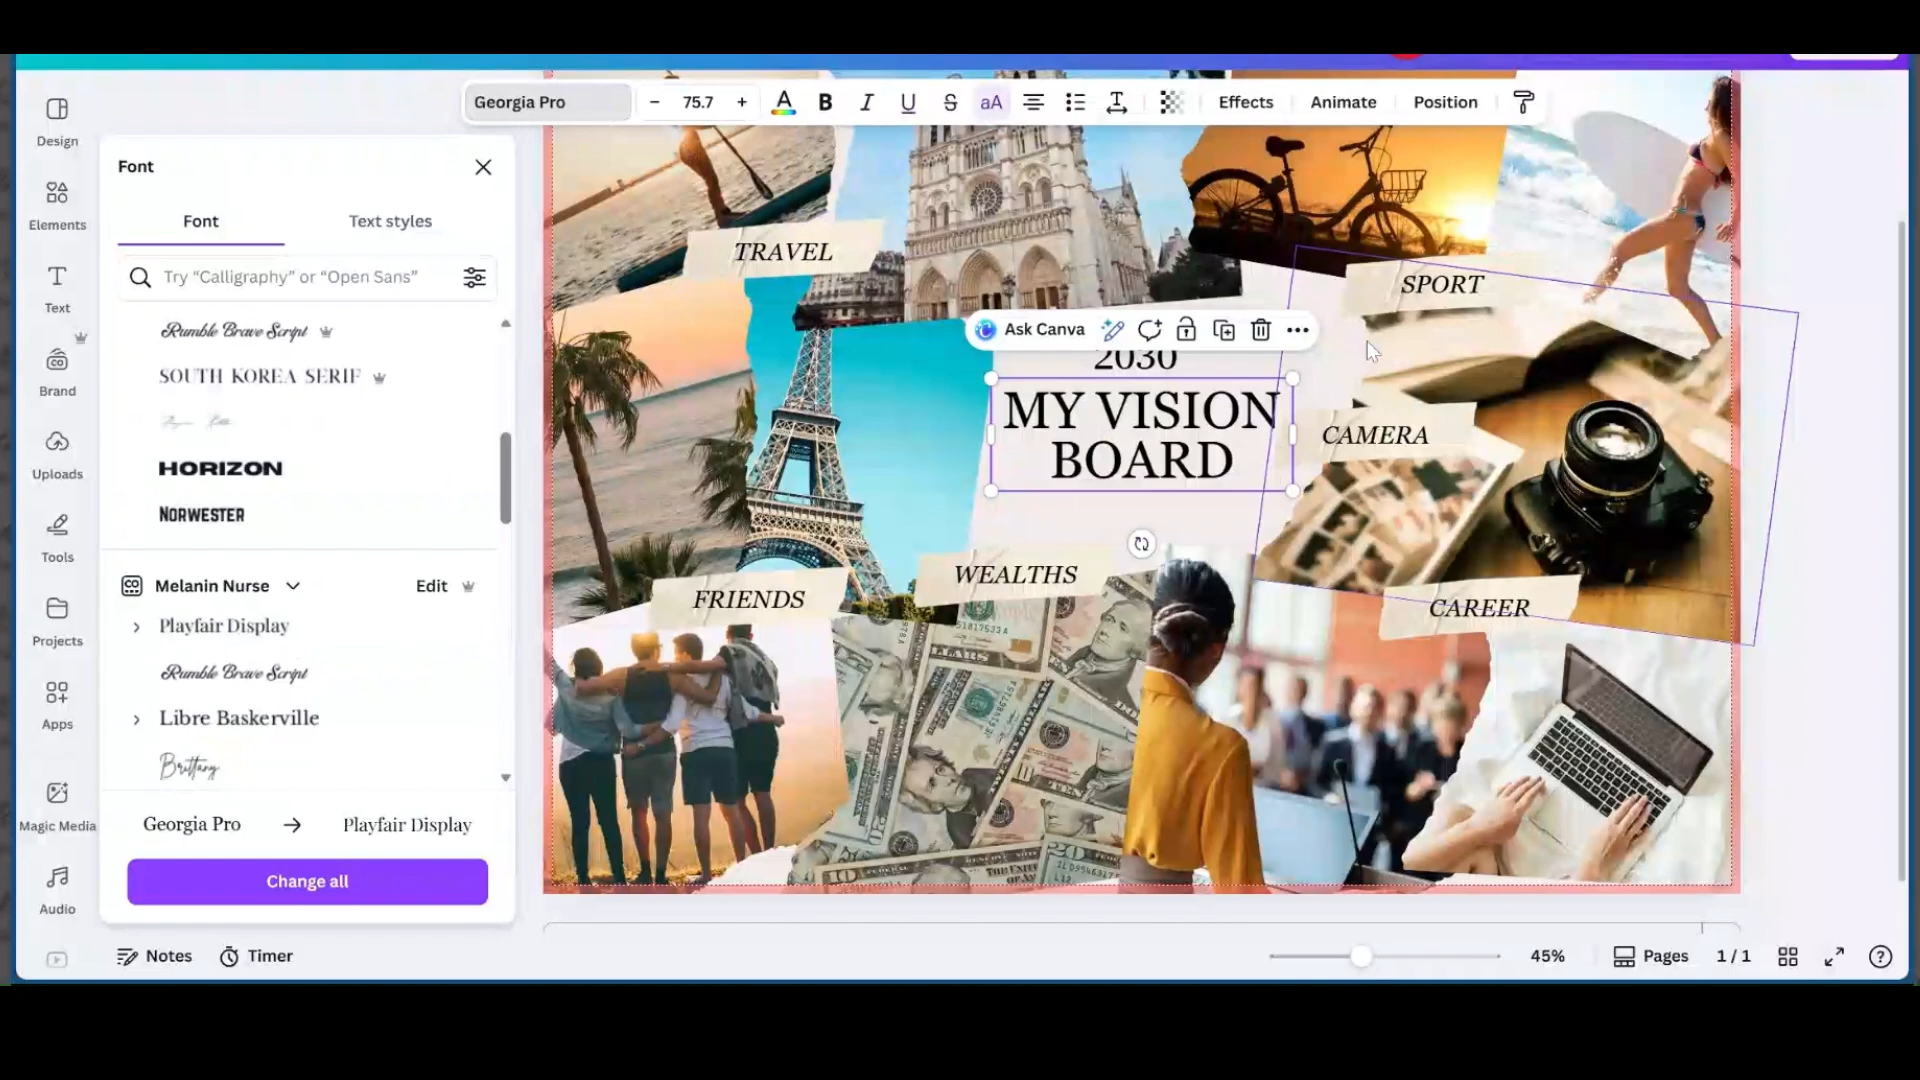 Georgia Pro
75.7
A
B
I
U
S
aA
T
Effects
Animate
Position
Design
Elements
Text
Brand
Uploads
Tools
Projects
Apps
Magic Media
Audio
Font
Font
Text styles
Try “Calligraphy” or “Open Sans”
Rumble Brave Script
SOUTH KOREA SERIF
HORIZON
NORWESTER
Melanin Nurse
Edit
Playfair Display
Rumble Brave Script
Libre Baskerville
Brittany
Georgia Pro → Playfair Display
Change all
TRAVEL
SPORT
Ask Canva
2030
MY VISION
BOARD
CAMERA
WEALTHS
FRIENDS
CAREER
Notes
Timer
45%
Pages
1 / 1